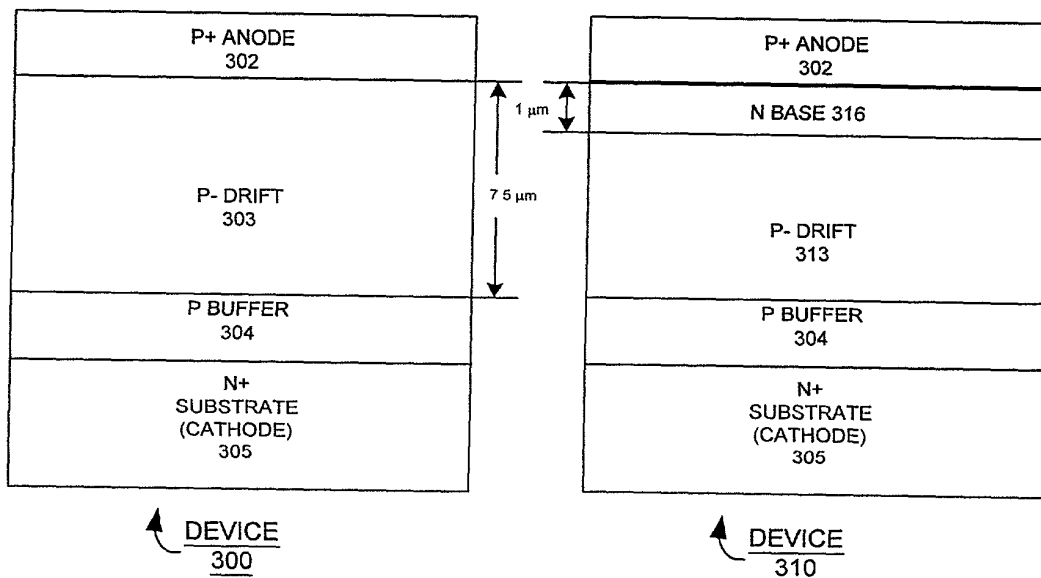 P+ ANODE
302
P- DRIFT
303
P BUFFER
304
N+
SUBSTRATE
(CATHODE)
305
DEVICE
300
7 5 µm
1 µm
P+ ANODE
302
N BASE 316
P- DRIFT
313
P BUFFER
304
N+
SUBSTRATE
(CATHODE)
305
DEVICE
310